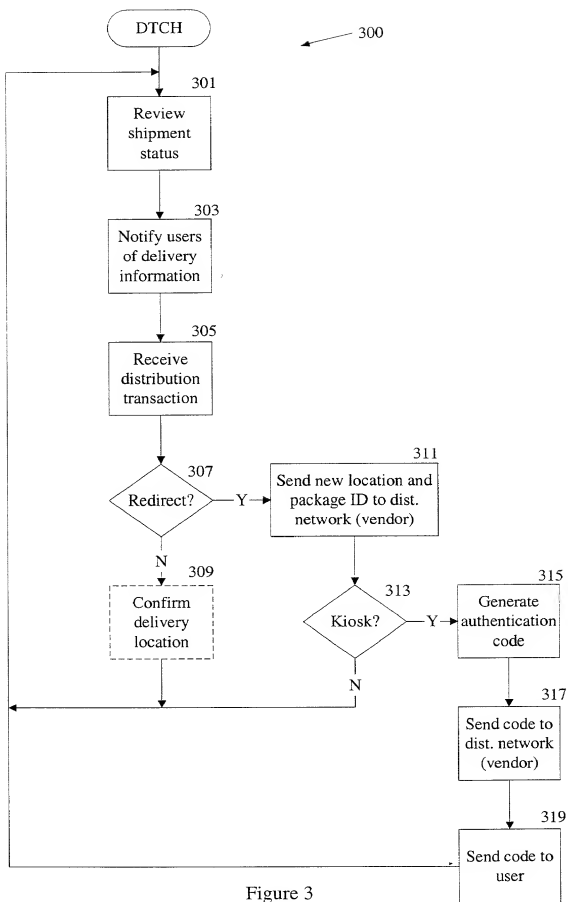 DTCH
300
301
Review
shipment
status
303
Notify users
of delivery
information
305
Receive
distribution
transaction
307
Redirect?
Y
311
Send new location and
package ID to dist.
network (vendor)
N
309
Confirm
delivery
location
313
Kiosk?
Y
N
315
Generate
authentication
code
317
Send code to
dist. network
(vendor)
319
Send code to
user
Figure 3